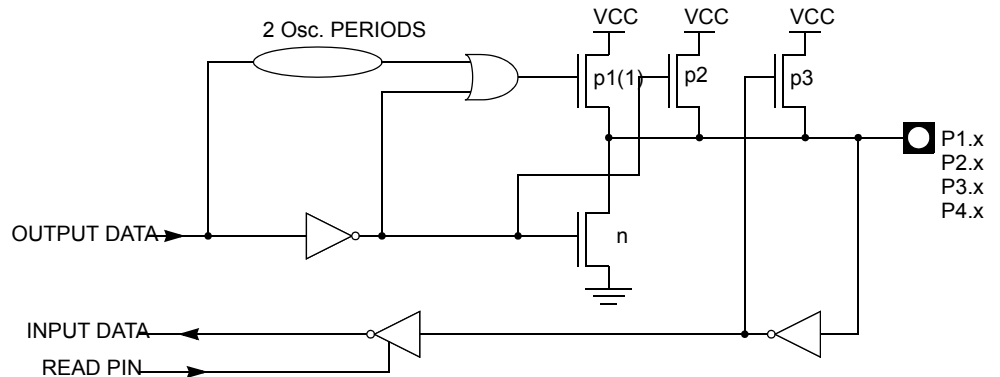 2 Osc. PERIODS
VCC
VCC
VCC
p1(1)
p2
p3
P1.x
P2.x
P3.x
P4.x
OUTPUT DATA
n
INPUT DATA
READ PIN